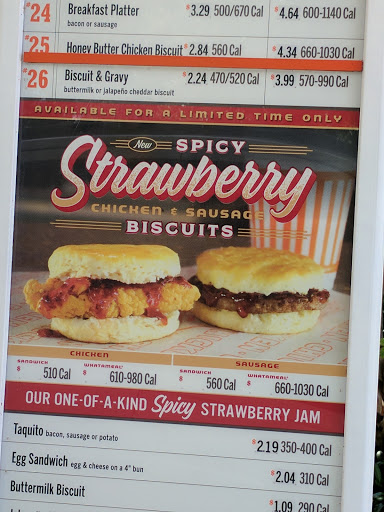 #24 Breakfast Platter $3.29 500/670 Cal $4.64 600-1140 Cal
bacon or sausage
#25 Honey Butter Chicken Biscuit $2.84 560 Cal $4.34 660-1030 Cal
#26 Biscuit & Gravy $2.24 470/520 Cal $3.99 570-990 Cal
buttermilk or jalapeño cheddar biscuit
AVAILABLE FOR A LIMITED TIME ONLY
New SPICY
Strawberry
CHICKEN & SAUSAGE
BISCUITS
CHICKEN SAUSAGE
SANDWICH WHATAMEAL® SANDWICH WHATAMEAL®
$ 510 Cal $ 610-980 Cal $ 560 Cal $ 660-1030 Cal
OUR ONE-OF-A-KIND Spicy STRAWBERRY JAM
Taquito bacon, sausage or potato $2.19 350-400 Cal
Egg Sandwich egg & cheese on a 4" bun $2.04 310 Cal
Buttermilk Biscuit $1.09 290 Cal